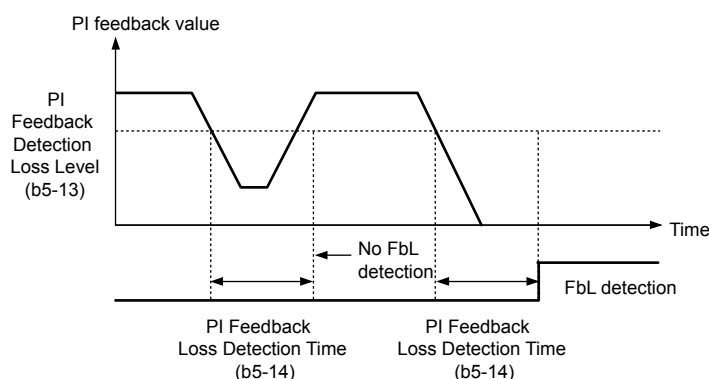 PI feedback value
PI
Feedback
Detection
Loss Level
(b5-13)
Time
No FbL
detection
FbL detection
PI Feedback
Loss Detection Time
(b5-14)
PI Feedback
Loss Detection Time
(b5-14)